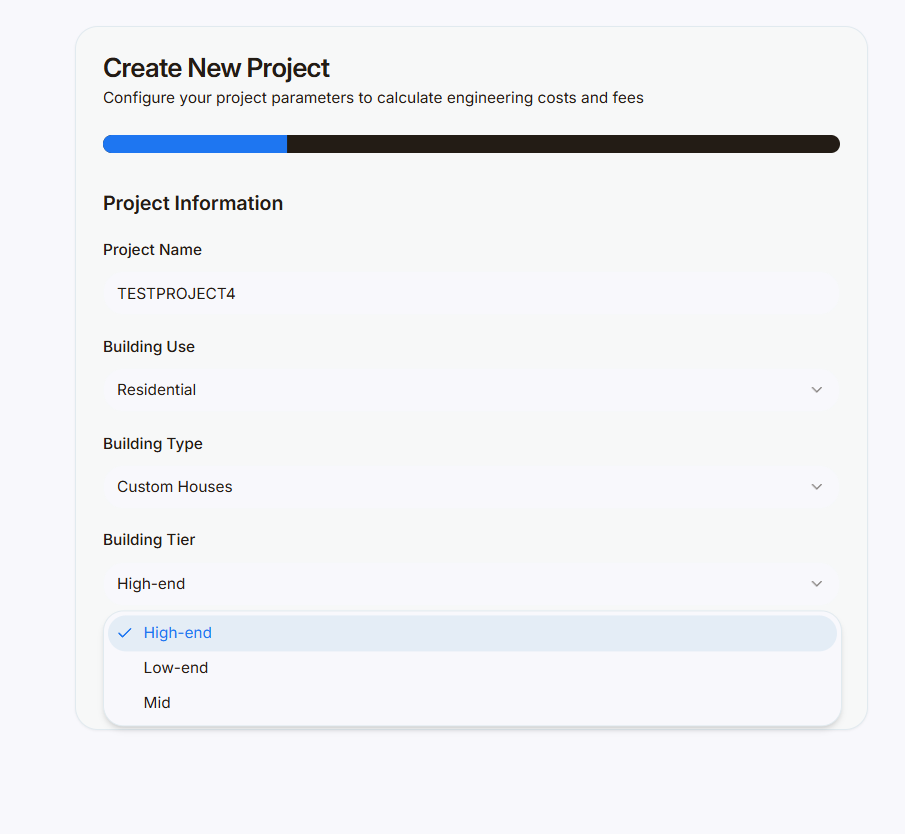 Create New Project
Configure your project parameters to calculate engineering costs and fees
Project Information
Project Name
TESTPROJECT4
Building Use
Residential
Building Type
Custom Houses
Building Tier
High-end
High-end
Low-end
Mid